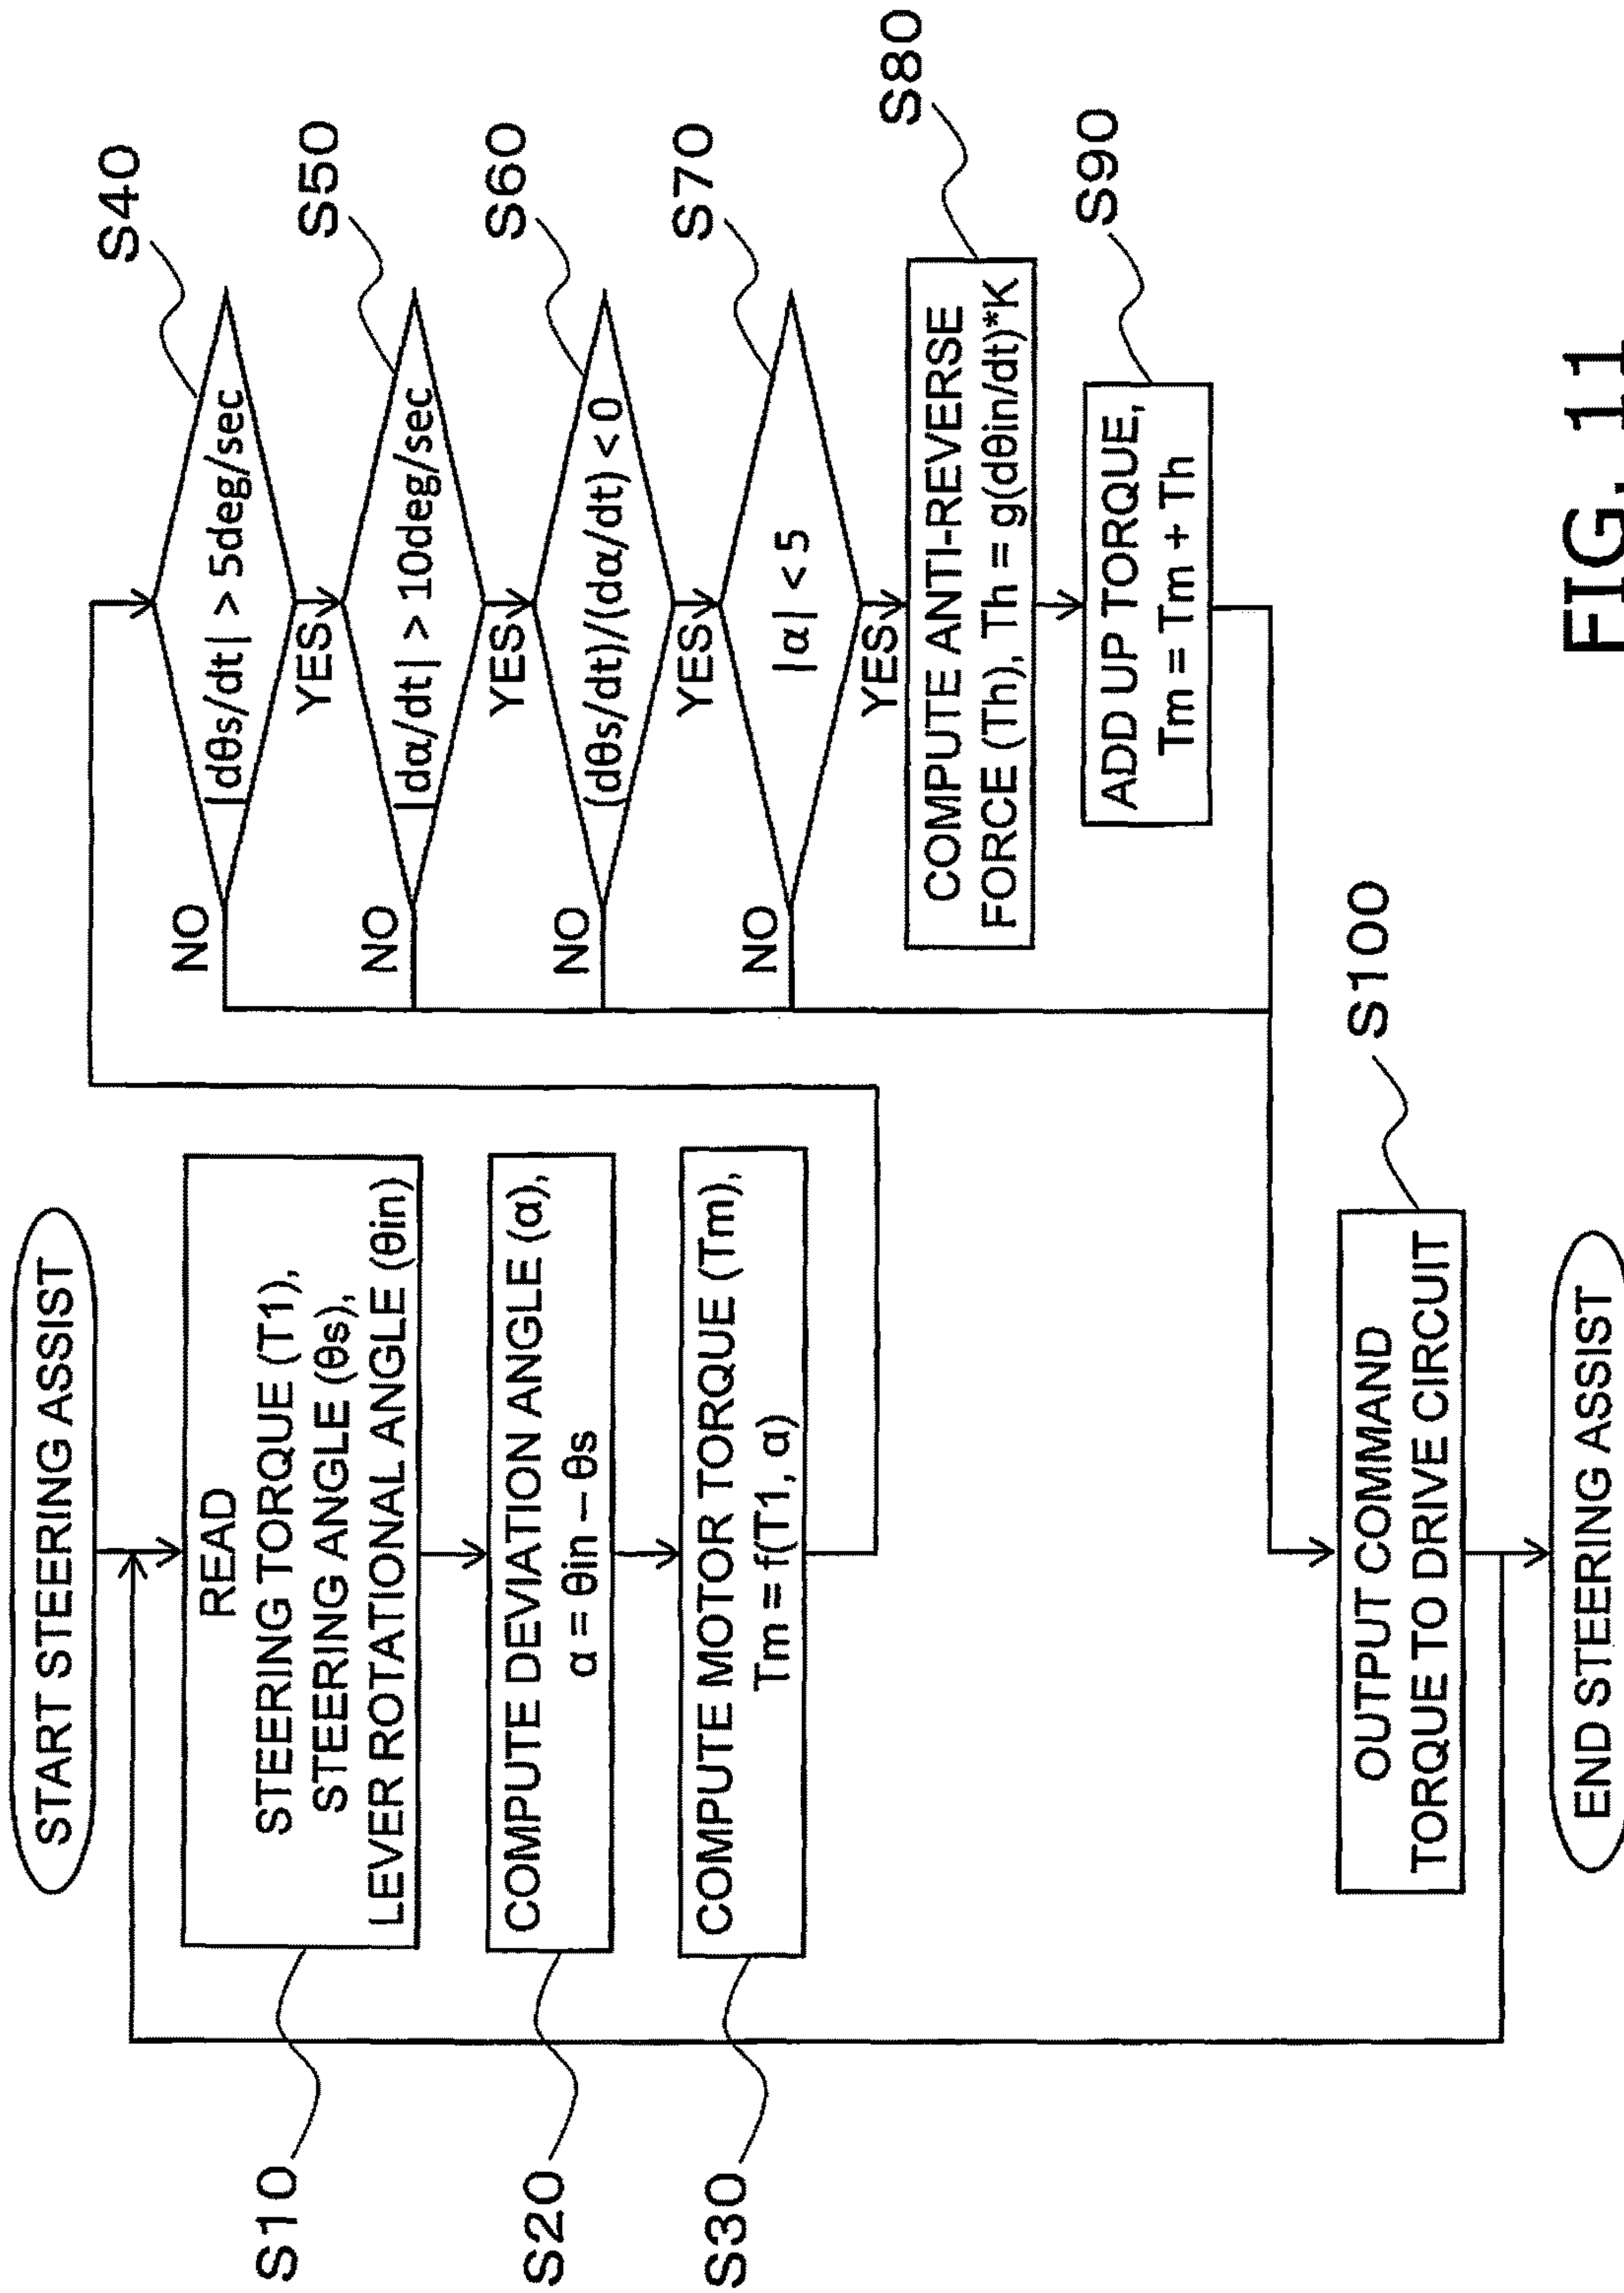 START STEERING ASSIST
READ
STEERING TORQUE (T1),
STEERING ANGLE (θs),
LEVER ROTATIONAL ANGLE (θin)
S10
COMPUTE DEVIATION ANGLE (α),
α = θin – θs
S20
COMPUTE MOTOR TORQUE (Tm),
Tm = f(T1, α)
S30
|dθs/dt| > 5deg/sec
S40
NO
YES
|dα/dt| > 10deg/sec
S50
NO
YES
(dθs/dt)/(dα/dt) < 0
S60
NO
YES
|α| < 5
S70
NO
YES
COMPUTE ANTI-REVERSE
FORCE (Th), Th = g(dθin/dt)*K
S80
ADD UP TORQUE,
Tm = Tm + Th
S90
OUTPUT COMMAND
TORQUE TO DRIVE CIRCUIT
S100
END STEERING ASSIST
FIG. 11